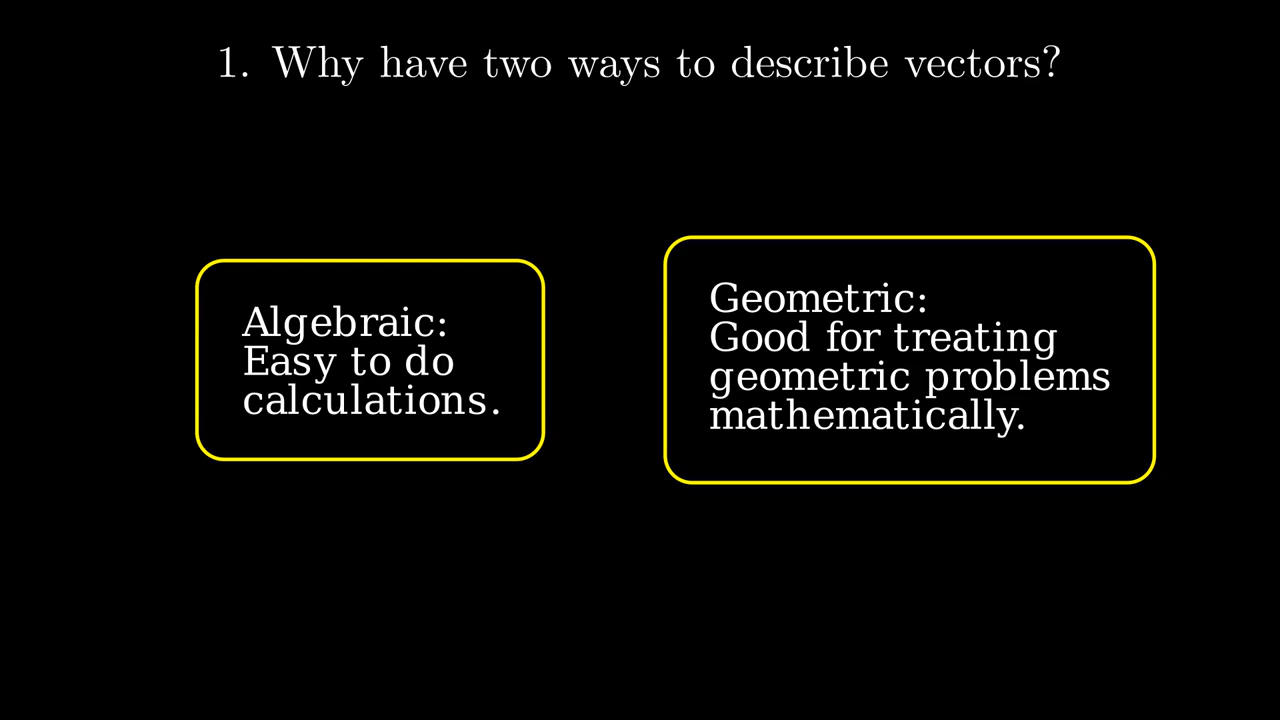 1. Why have two ways to describe vectors?
Algebraic:
Easy to do
calculations.
Geometric:
Good for treating
geometric problems
mathematically.